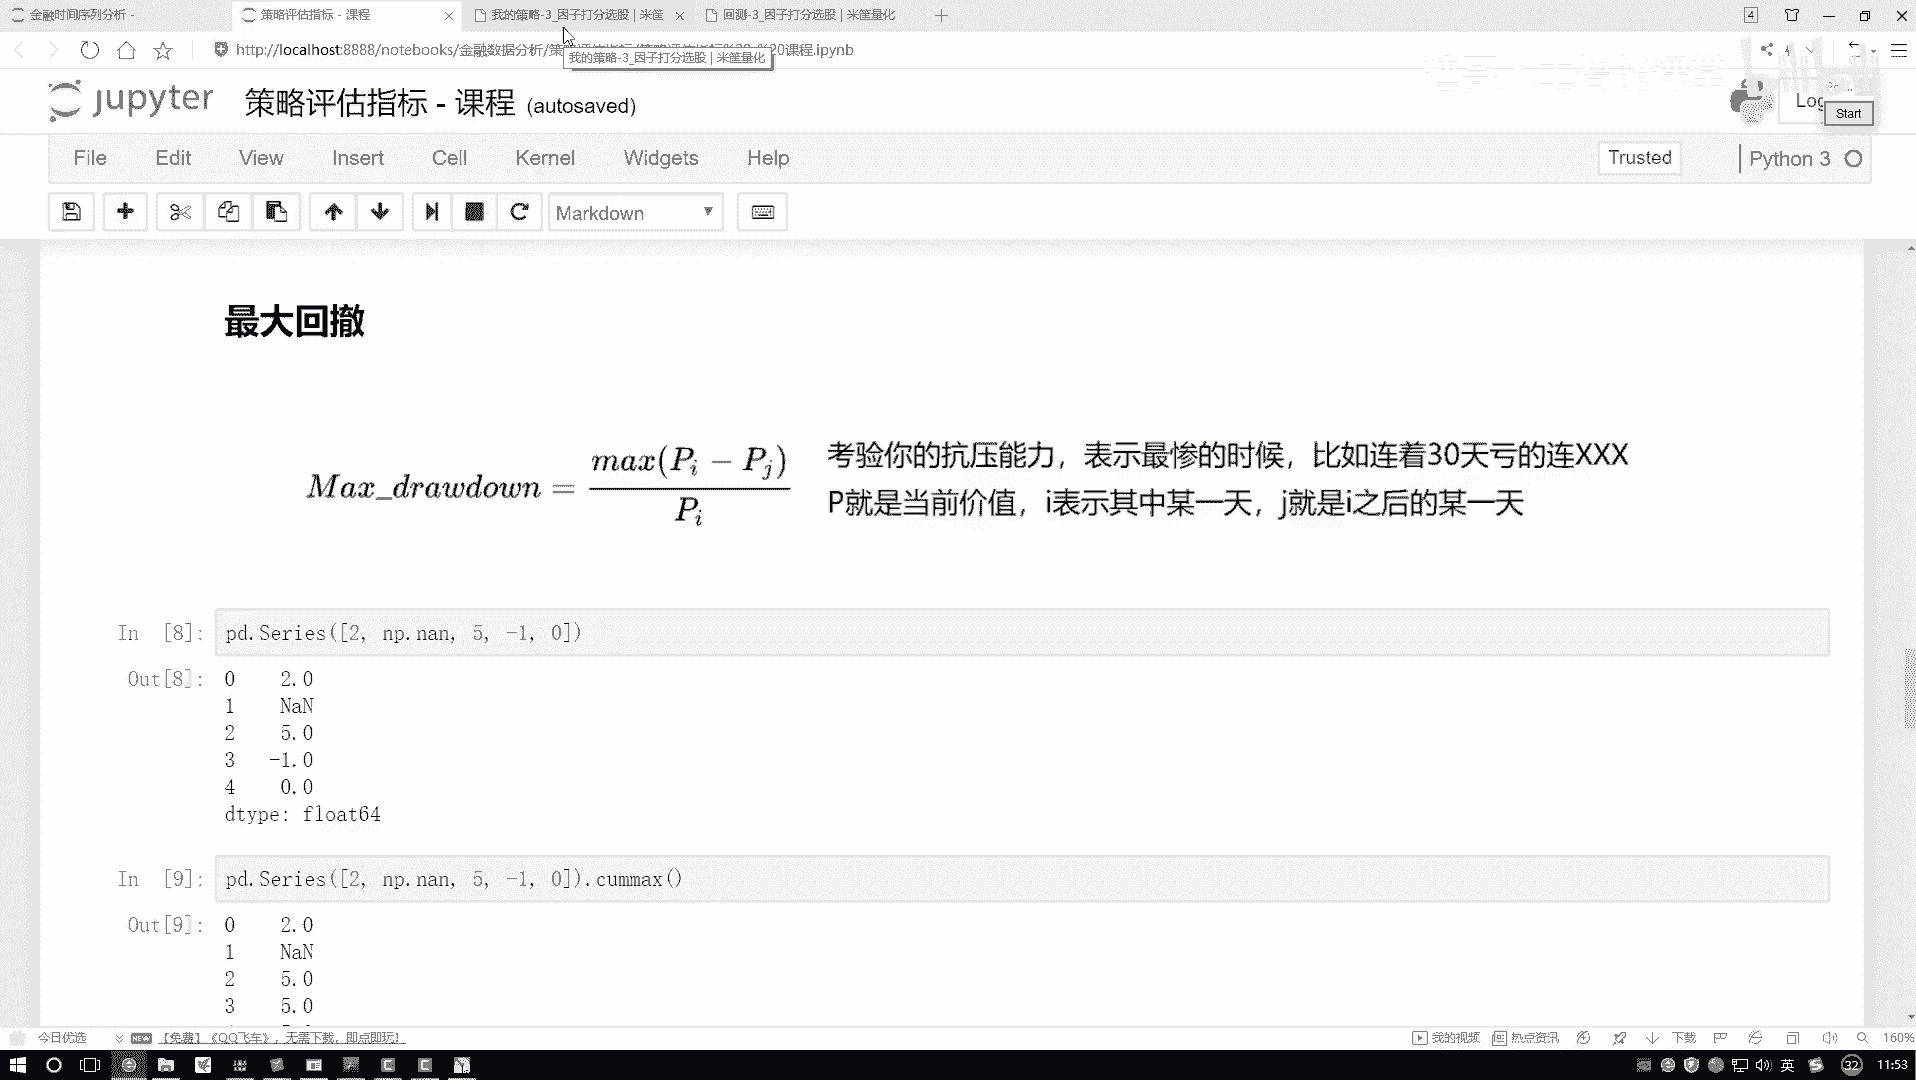 金融时间序列分析 -
策略评估指标 - 课程
我的策略-3_因子打分选股 | 米筐
回测-3_因子打分选股 | 米筐量化
4
http://localhost:8888/notebooks/金融数据分析/策
课程.ipynb
我的策略-3_因子打分选股 | 米筐量化
jupyter 策略评估指标 - 课程 (autosaved)
Start
File Edit View Insert Cell Kernel Widgets Help
Trusted
Python 3
Markdown
最大回撤
Max_drawdown = max(P_i − P_j) / P_i
考验你的抗压能力，表示最惨的时候，比如连着30天亏的连XXX
P就是当前价值，i表示其中某一天，j就是i之后的某一天
In [8]: pd.Series([2, np.nan, 5, -1, 0])
Out[8]: 0 2.0
1 NaN
2 5.0
3 -1.0
4 0.0
dtype: float64
In [9]: pd.Series([2, np.nan, 5, -1, 0]).cummax()
Out[9]: 0 2.0
1 NaN
2 5.0
3 5.0
今日优选
NEW 【免费】《QQ飞车》，无需下载，即点即玩！
我的视频
热点资讯
下载
160%
英
32
11:53